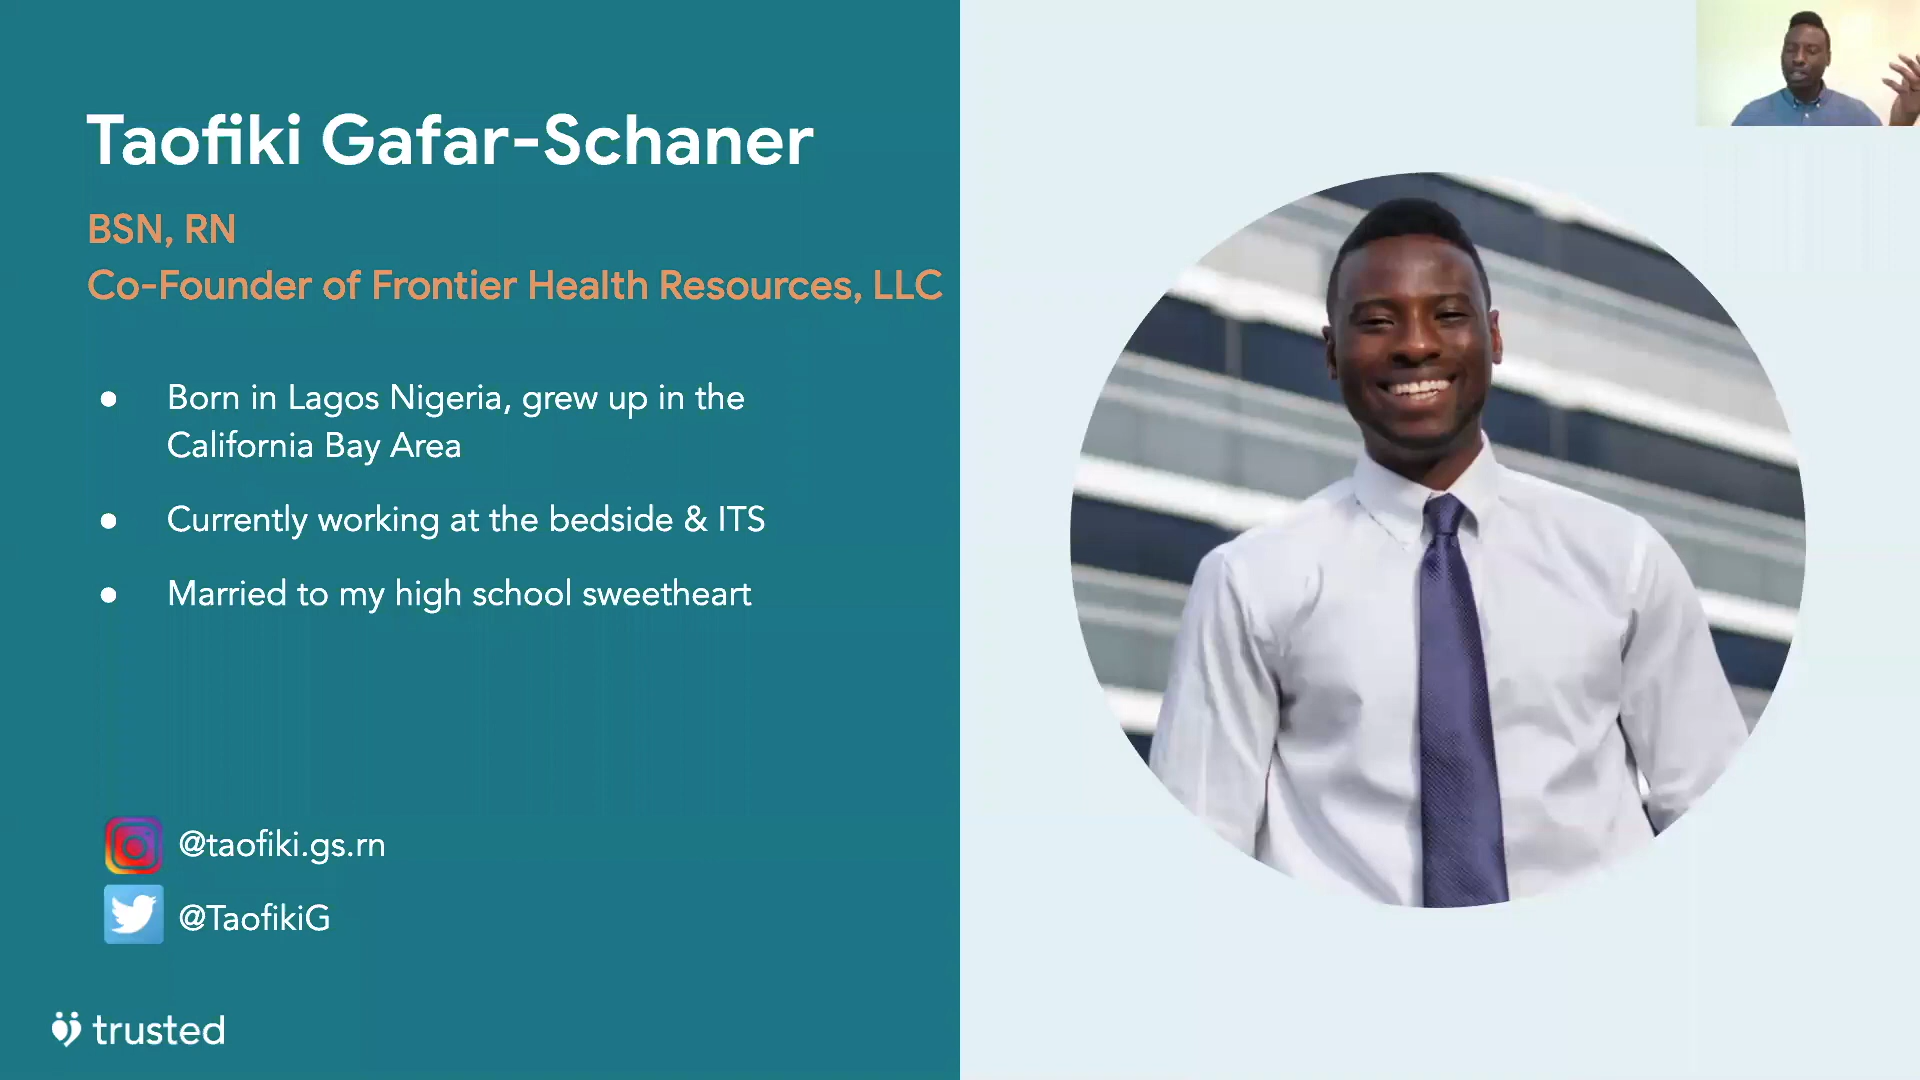 Taofiki Gafar-Schaner
BSN, RN
Co-Founder of Frontier Health Resources, LLC
● Born in Lagos Nigeria, grew up in the
California Bay Area
● Currently working at the bedside & ITS
● Married to my high school sweetheart
@taofiki.gs.rn
@TaofikiG
trusted